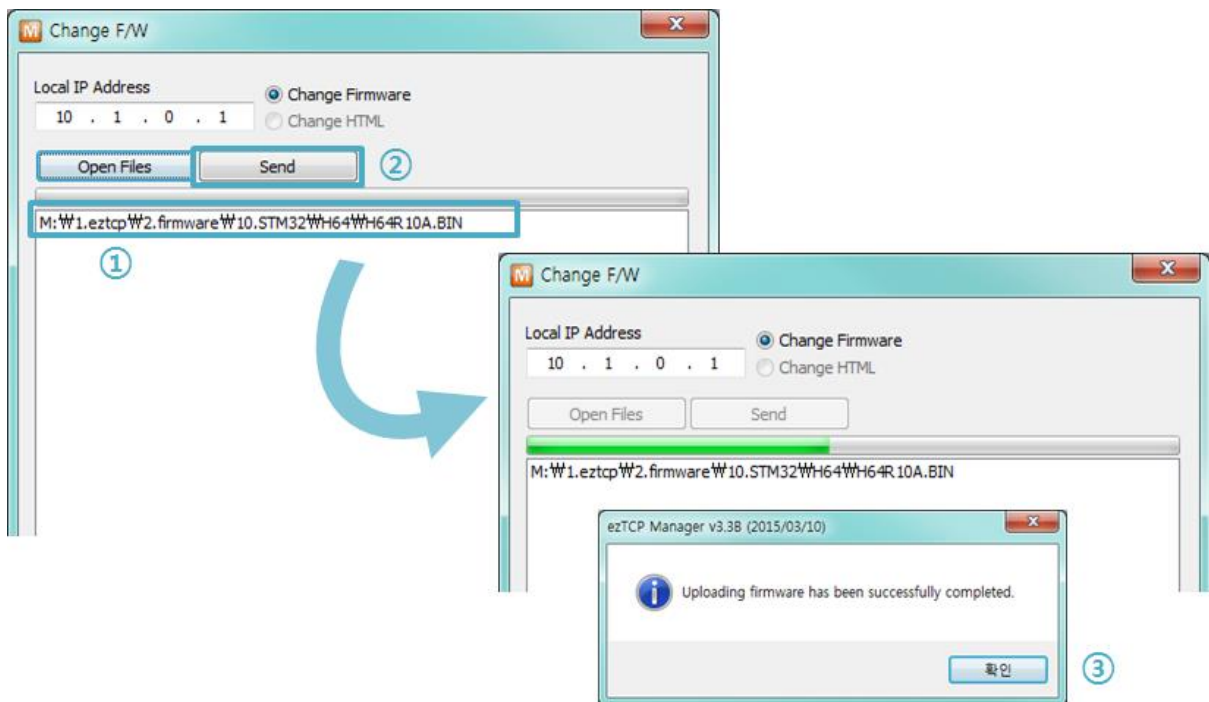 Change F/W
Local IP Address
10 . 1 . 0 . 1
Change Firmware
Change HTML
Open Files
Send
②
M:₩1.eztcp₩2.firmware₩10.STM32₩H64₩H64R10A.BIN
①
Change F/W
Local IP Address
10 . 1 . 0 . 1
Change Firmware
Change HTML
Open Files
Send
M:₩1.eztcp₩2.firmware₩10.STM32₩H64₩H64R10A.BIN
ezTCP Manager v3.3B (2015/03/10)
Uploading firmware has been successfully completed.
확인
③